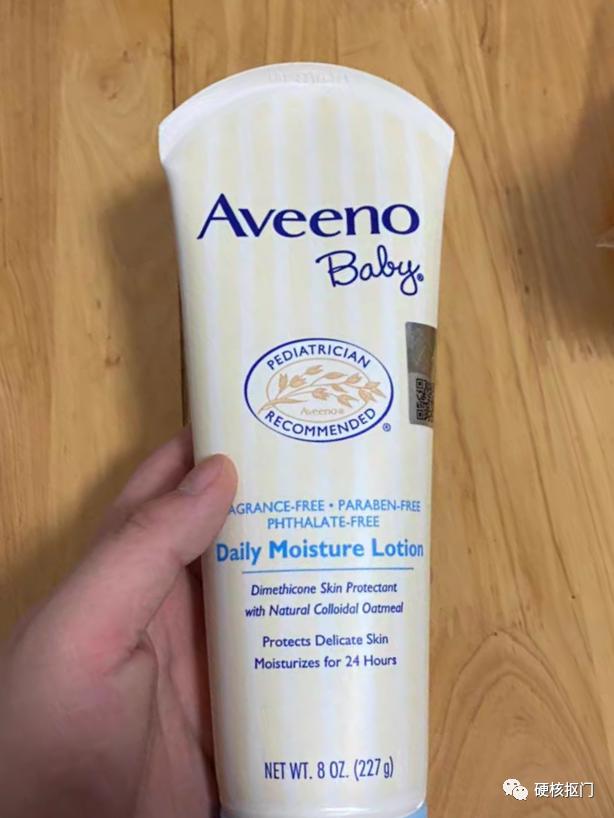 Aveeno
Baby®
PEDIATRICIAN
Aveeno®
RECOMMENDED ®
AGRANCE-FREE • PARABEN-FREE
PHTHALATE-FREE
Daily Moisture Lotion
Dimethicone Skin Protectant
with Natural Colloidal Oatmeal
Protects Delicate Skin
Moisturizes for 24 Hours
NET WT. 8 OZ. (227 g)
硬核抠门